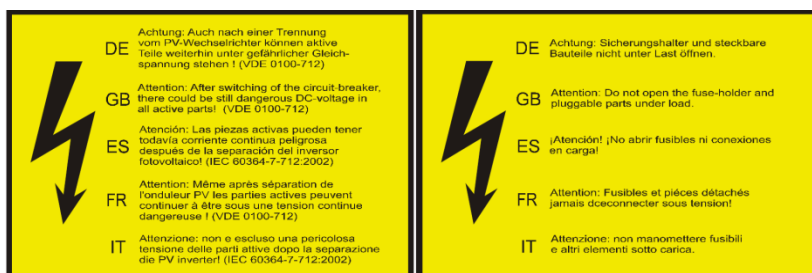 DE Achtung: Auch nach einer Trennung
vom PV-Wechselrichter können aktive
Teile weiterhin unter gefährlicher Gleich-
spannung stehen ! (VDE 0100-712)
GB Attention: After switching of the circuit-breaker,
there could be still dangerous DC-voltage in
all active parts! (VDE 0100-712)
ES Atención: Las piezas activas pueden tener
todavía corriente continua peligrosa
después de la separación del inversor
fotovoltaico! (IEC 60364-7-712:2002)
FR Attention: Même après séparation de
l'onduleur PV les parties actives peuvent
continuer à être sous une tension continue
dangereuse ! (VDE 0100-712)
IT Attenzione: non e escluso una pericolosa
tensione delle parti attive dopo la separazione
die PV inverter! (IEC 60364-7-712:2002)
DE Achtung: Sicherungshalter und steckbare
Bauteile nicht unter Last öffnen.
GB Attention: Do not open the fuse-holder and
pluggable parts under load.
ES ¡Atención! ¡No abrir fusibles ni conexiones
en carga!
FR Attention: Fusibles et piéces détachés
jamais dceconnecter sous tension!
IT Attenzione: non manomettere fusibili
e altri elementi sotto carica.